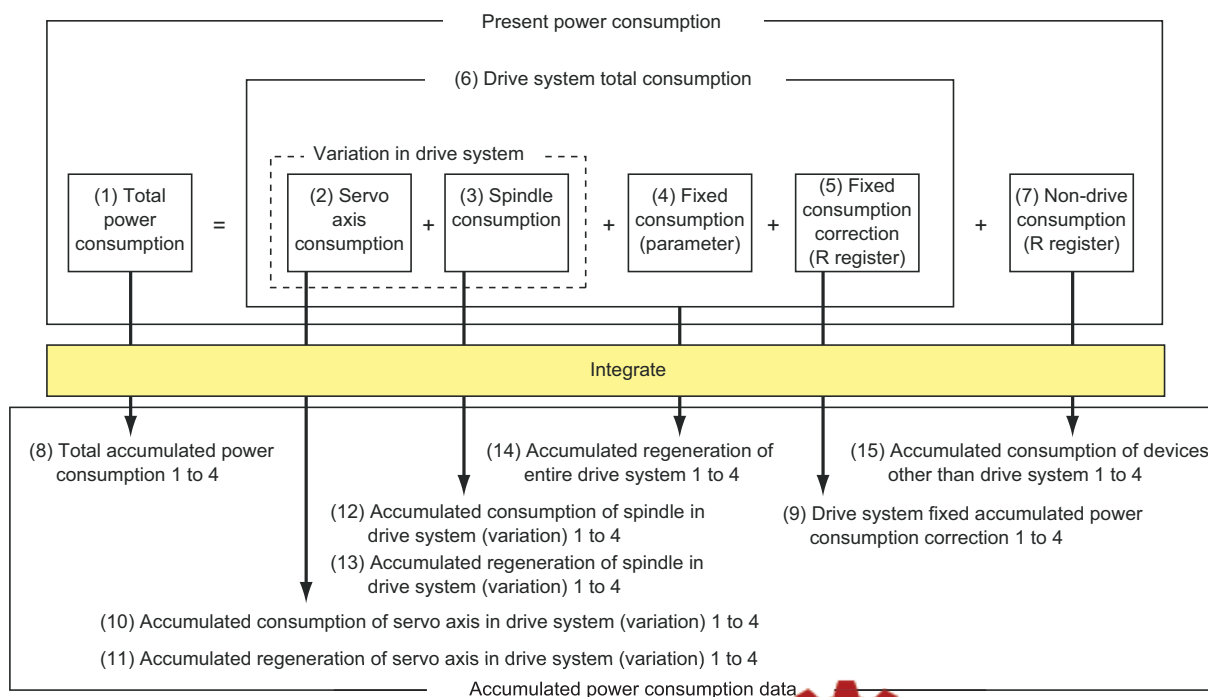 Present power consumption
(6) Drive system total consumption
Variation in drive system
(1) Total
power
consumption
=
(2) Servo
axis
consumption
+
(3) Spindle
consumption
+
(4) Fixed
consumption
(parameter)
+
(5) Fixed
consumption
correction
(R register)
+
(7) Non-drive
consumption
(R register)
Integrate
(8) Total accumulated power
consumption 1 to 4
(14) Accumulated regeneration of
entire drive system 1 to 4
(15) Accumulated consumption of devices
other than drive system 1 to 4
(12) Accumulated consumption of spindle in
drive system (variation) 1 to 4
(13) Accumulated regeneration of spindle in
drive system (variation) 1 to 4
(9) Drive system fixed accumulated power
consumption correction 1 to 4
(10) Accumulated consumption of servo axis in drive system (variation) 1 to 4
(11) Accumulated regeneration of servo axis in drive system (variation) 1 to 4
Accumulated power consumption data